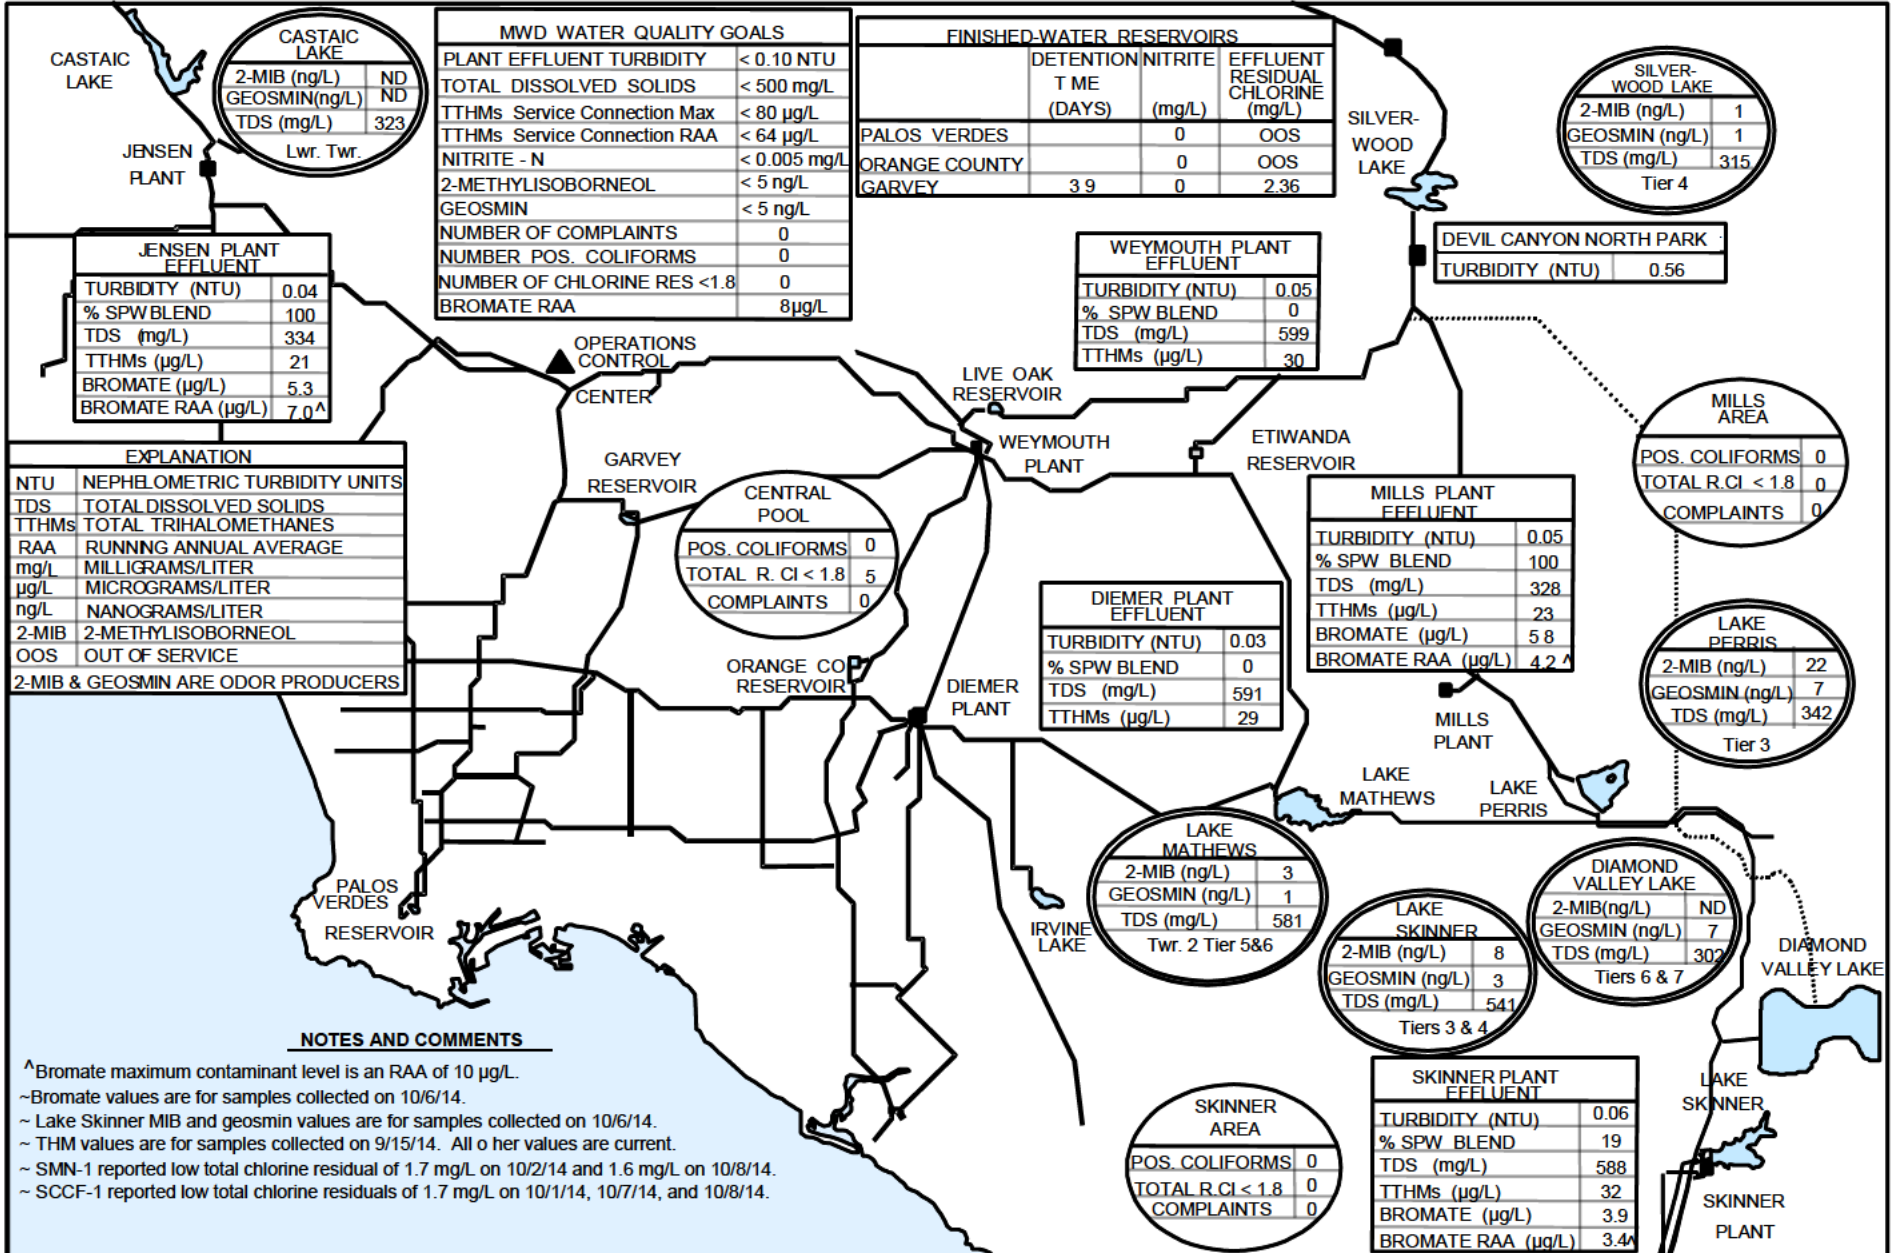 CASTAIC
LAKE
CASTAIC
LAKE
2-MIB (ng/L) ND
GEOSMIN(ng/L) ND
TDS (mg/L) 323
Lwr. Twr.
JENSEN
PLANT
MWD WATER QUALITY GOALS
PLANT EFFLUENT TURBIDITY < 0.10 NTU
TOTAL DISSOLVED SOLIDS < 500 mg/L
TTHMs Service Connection Max < 80 µg/L
TTHMs Service Connection RAA < 64 µg/L
NITRITE - N < 0.005 mg/L
2-METHYLISOBORNEOL < 5 ng/L
GEOSMIN < 5 ng/L
NUMBER OF COMPLAINTS 0
NUMBER POS. COLIFORMS 0
NUMBER OF CHLORINE RES <1.8 0
BROMATE RAA 8µg/L
FINISHED-WATER RESERVOIRS
DETENTION NITRITE EFFLUENT
T ME RESIDUAL
CHLORINE
(DAYS) (mg/L) (mg/L)
PALOS VERDES 0 OOS
ORANGE COUNTY 0 OOS
GARVEY 3 9 0 2.36
SILVER-
WOOD
LAKE
SILVER-
WOOD LAKE
2-MIB (ng/L) 1
GEOSMIN (ng/L) 1
TDS (mg/L) 315
Tier 4
DEVIL CANYON NORTH PARK
TURBIDITY (NTU) 0.56
JENSEN PLANT
EFFLUENT
TURBIDITY (NTU) 0.04
% SPW BLEND 100
TDS (mg/L) 334
TTHMs (µg/L) 21
BROMATE (µg/L) 5.3
BROMATE RAA (µg/L) 7.0^
OPERATIONS
CONTROL
CENTER
WEYMOUTH PLANT
EFFLUENT
TURBIDITY (NTU) 0.05
% SPW BLEND 0
TDS (mg/L) 599
TTHMs (µg/L) 30
LIVE OAK
RESERVOIR
WEYMOUTH
PLANT
ETIWANDA
RESERVOIR
MILLS
AREA
POS. COLIFORMS 0
TOTAL R.Cl < 1.8 0
COMPLAINTS 0
EXPLANATION
NTU NEPHELOMETRIC TURBIDITY UNITS
TDS TOTAL DISSOLVED SOLIDS
TTHMs TOTAL TRIHALOMETHANES
RAA RUNNING ANNUAL AVERAGE
mg/L MILLIGRAMS/LITER
µg/L MICROGRAMS/LITER
ng/L NANOGRAMS/LITER
2-MIB 2-METHYLISOBORNEOL
OOS OUT OF SERVICE
2-MIB & GEOSMIN ARE ODOR PRODUCERS
GARVEY
RESERVOIR
CENTRAL
POOL
POS. COLIFORMS 0
TOTAL R. Cl < 1.8 5
COMPLAINTS 0
MILLS PLANT
EFFLUENT
TURBIDITY (NTU) 0.05
% SPW BLEND 100
TDS (mg/L) 328
TTHMs (µg/L) 23
BROMATE (µg/L) 5 8
BROMATE RAA (µg/L) 4.2 ^
DIEMER PLANT
EFFLUENT
TURBIDITY (NTU) 0.03
% SPW BLEND 0
TDS (mg/L) 591
TTHMs (µg/L) 29
ORANGE CO
RESERVOIR
DIEMER
PLANT
LAKE
PERRIS
2-MIB (ng/L) 22
GEOSMIN (ng/L) 7
TDS (mg/L) 342
Tier 3
MILLS
PLANT
LAKE
MATHEWS
LAKE
PERRIS
LAKE
MATHEWS
2-MIB (ng/L) 3
GEOSMIN (ng/L) 1
TDS (mg/L) 581
Twr. 2 Tier 5&6
PALOS
VERDES
RESERVOIR
IRVINE
LAKE
LAKE
SKINNER
2-MIB (ng/L) 8
GEOSMIN (ng/L) 3
TDS (mg/L) 541
Tiers 3 & 4
DIAMOND
VALLEY LAKE
2-MIB(ng/L) ND
GEOSMIN (ng/L) 7
TDS (mg/L) 302
Tiers 6 & 7
DIAMOND
VALLEY LAKE
NOTES AND COMMENTS
^Bromate maximum contaminant level is an RAA of 10 µg/L.
~Bromate values are for samples collected on 10/6/14.
~ Lake Skinner MIB and geosmin values are for samples collected on 10/6/14.
~ THM values are for samples collected on 9/15/14. All o her values are current.
~ SMN-1 reported low total chlorine residual of 1.7 mg/L on 10/2/14 and 1.6 mg/L on 10/8/14.
~ SCCF-1 reported low total chlorine residuals of 1.7 mg/L on 10/1/14, 10/7/14, and 10/8/14.
SKINNER
AREA
POS. COLIFORMS 0
TOTAL R.Cl < 1.8 0
COMPLAINTS 0
SKINNER PLANT
EFFLUENT
TURBIDITY (NTU) 0.06
% SPW BLEND 19
TDS (mg/L) 588
TTHMs (µg/L) 32
BROMATE (µg/L) 3.9
BROMATE RAA (µg/L) 3.4^
LAKE
SKINNER
SKINNER
PLANT